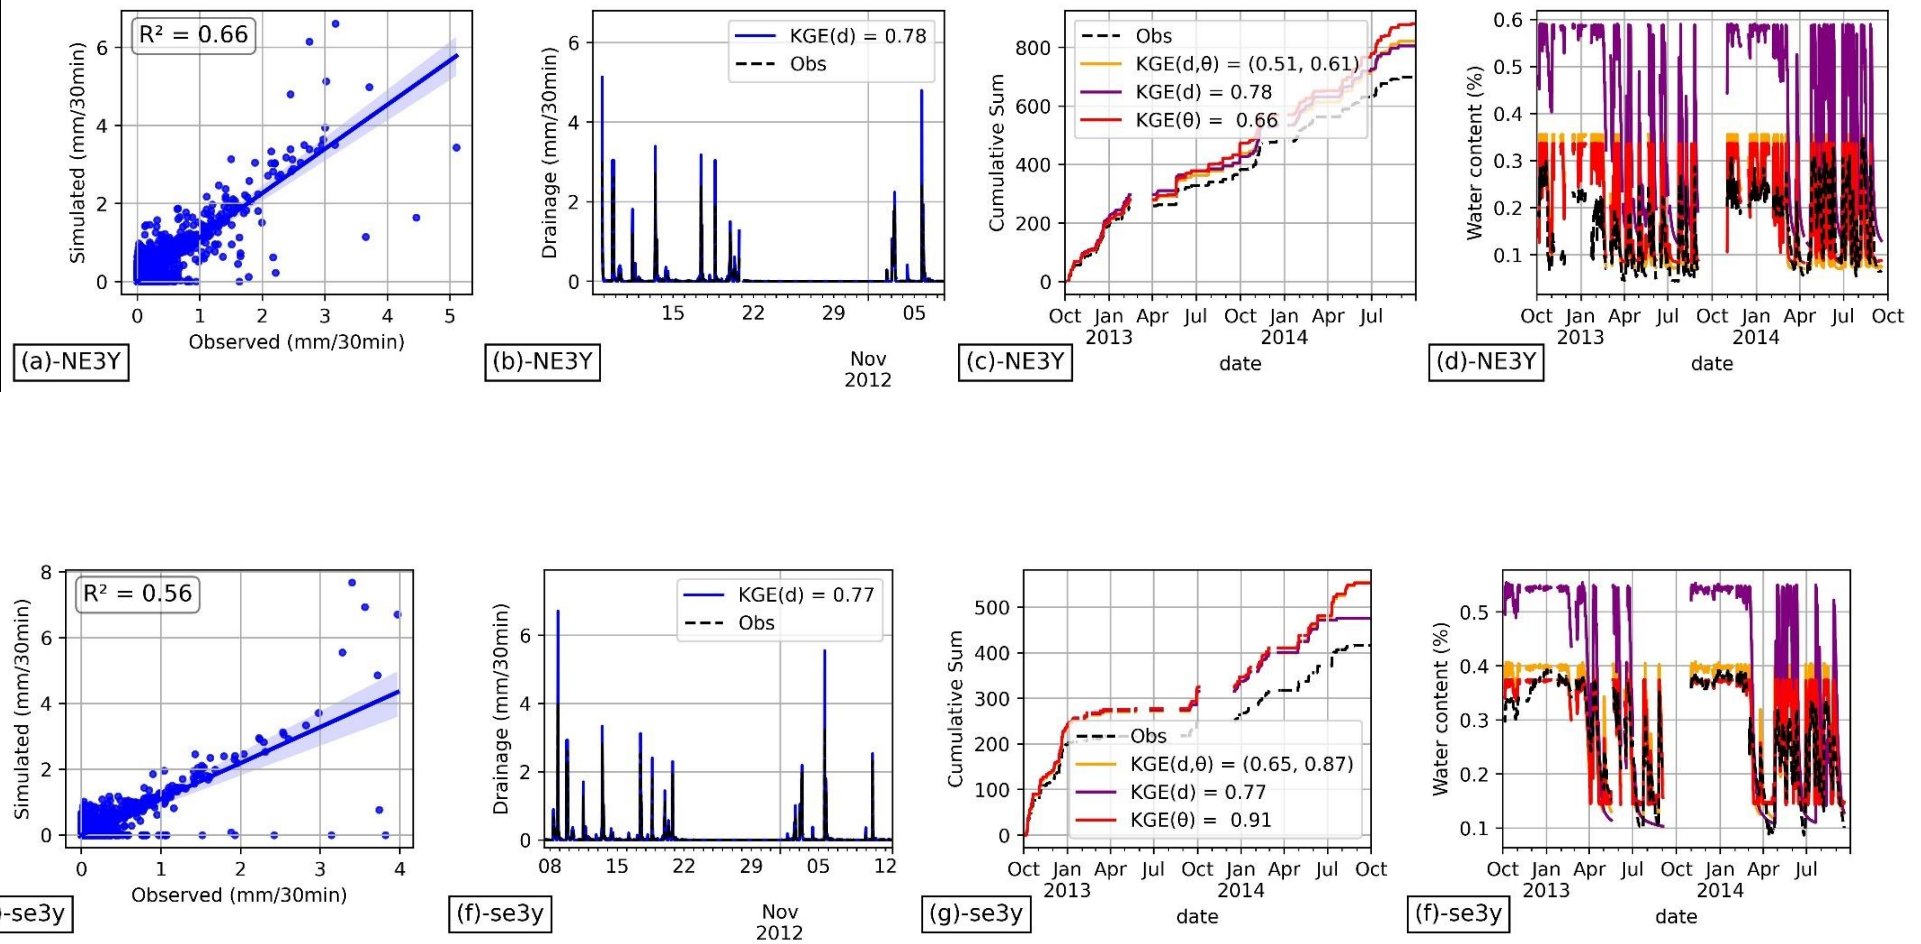 R² = 0.66
Simulated (mm/30min)
6
4
2
0
0 1 2 3 4 5
Observed (mm/30min)
(a)-NE3Y
KGE(d) = 0.78
Obs
Drainage (mm/30min)
6
4
2
0
15 22 29 05
Nov
2012
(b)-NE3Y
Obs
KGE(d,θ) = (0.51, 0.61)
KGE(d) = 0.78
KGE(θ) = 0.66
Cumulative Sum
800
600
400
200
0
Oct Jan Apr Jul Oct Jan Apr Jul
2013 2014
date
(c)-NE3Y
Water content (%)
0.6
0.5
0.4
0.3
0.2
0.1
Oct Jan Apr Jul Oct Jan Apr Jul Oct
2013 2014
date
(d)-NE3Y
R² = 0.56
Simulated (mm/30min)
8
6
4
2
0
0 1 2 3 4
Observed (mm/30min)
)-se3y
KGE(d) = 0.77
Obs
Drainage (mm/30min)
6
4
2
0
08 15 22 29 05 12
Nov
2012
(f)-se3y
Cumulative Sum
500
400
300
200
100
0
Obs
KGE(d,θ) = (0.65, 0.87)
KGE(d) = 0.77
KGE(θ) = 0.91
Oct Jan Apr Jul Oct Jan Apr Jul Oct
2013 2014
date
(g)-se3y
Water content (%)
0.5
0.4
0.3
0.2
0.1
Oct Jan Apr Jul Oct Jan Apr Jul
2013 2014
date
(f)-se3y